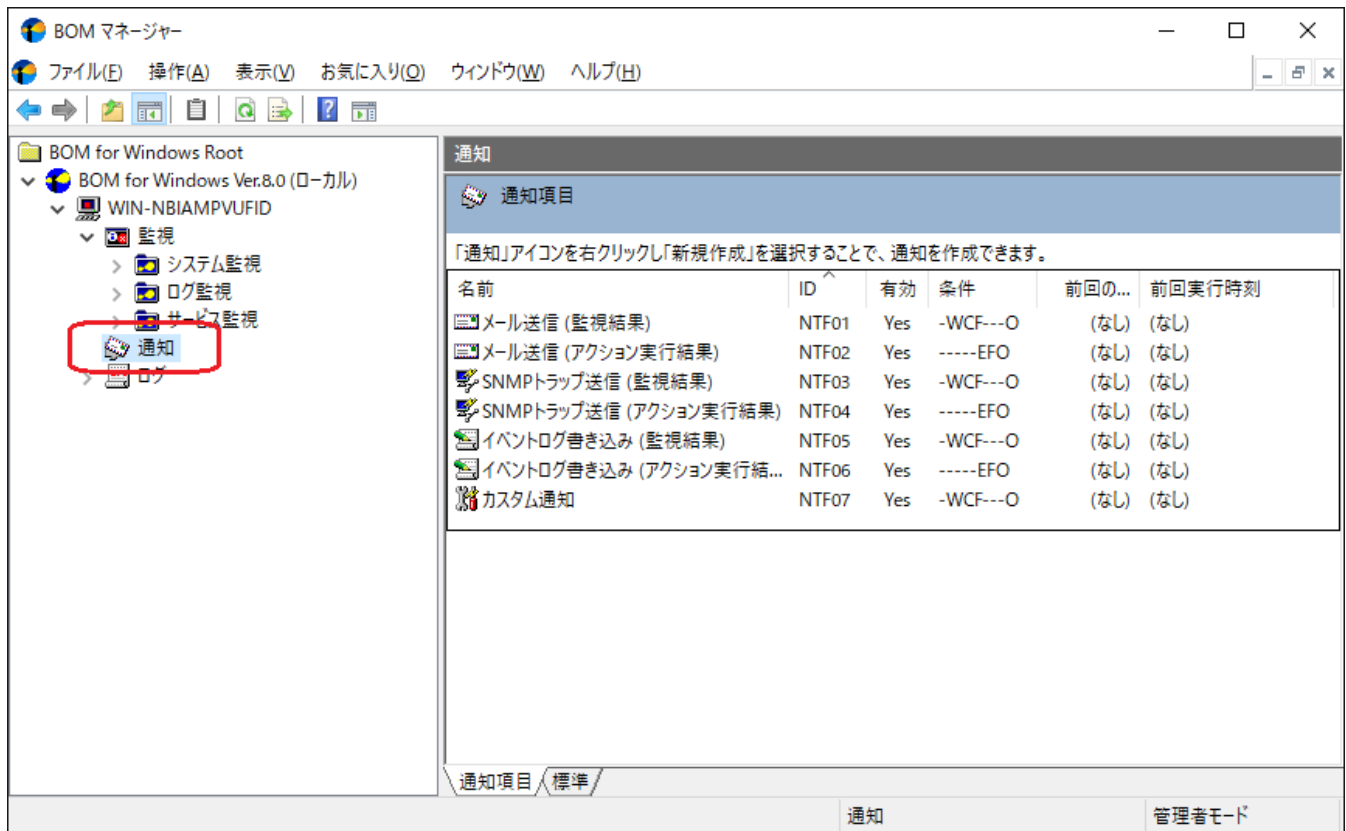 BOM マネージャー
ファイル(F) 操作(A) 表示(V) お気に入り(O) ウィンドウ(W) ヘルプ(H)
BOM for Windows Root
BOM for Windows Ver.8.0 (ローカル)
WIN-NBIAMPVUFID
監視
システム監視
ログ監視
サービス監視
通知
ログ
通知
通知項目
「通知」アイコンを右クリックし「新規作成」を選択することで、通知を作成できます。
名前 ID 有効 条件 前回の... 前回実行時刻
メール送信 (監視結果) NTF01 Yes -WCF---O (なし) (なし)
メール送信 (アクション実行結果) NTF02 Yes -----EFO (なし) (なし)
SNMPトラップ送信 (監視結果) NTF03 Yes -WCF---O (なし) (なし)
SNMPトラップ送信 (アクション実行結果) NTF04 Yes -----EFO (なし) (なし)
イベントログ書き込み (監視結果) NTF05 Yes -WCF---O (なし) (なし)
イベントログ書き込み (アクション実行結... NTF06 Yes -----EFO (なし) (なし)
カスタム通知 NTF07 Yes -WCF---O (なし) (なし)
通知項目 標準
通知 管理者モード